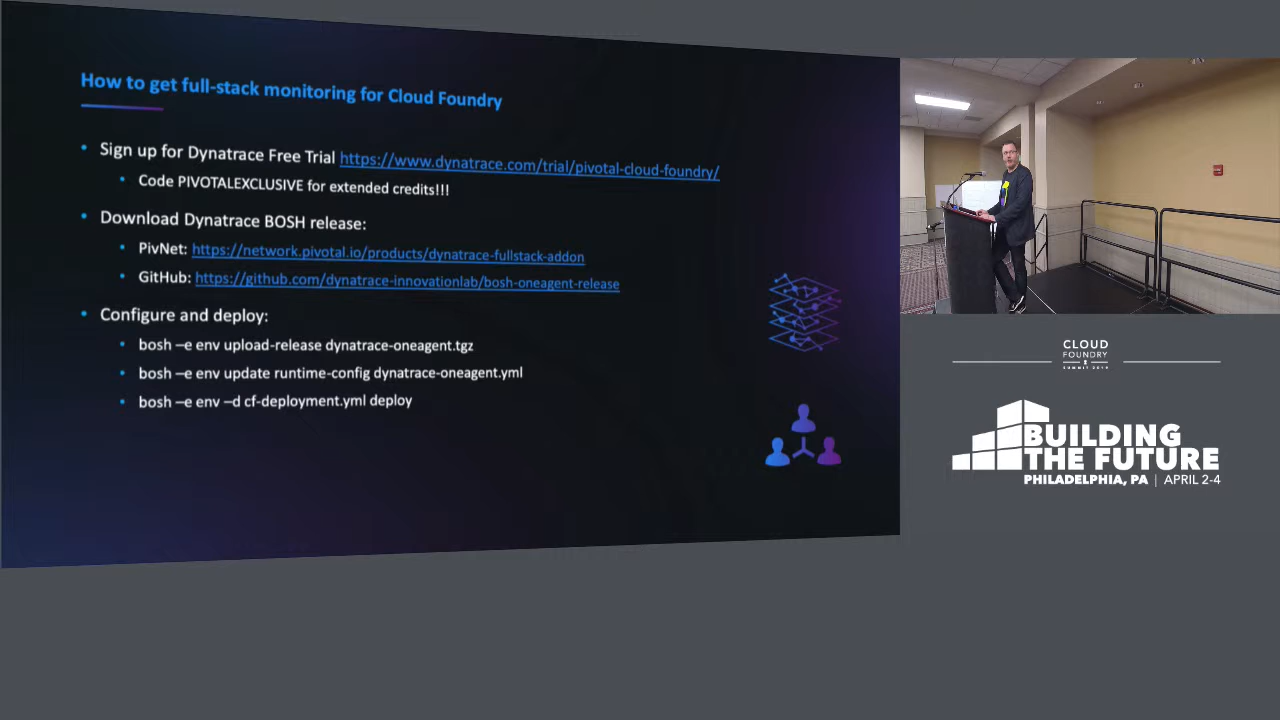 How to get full-stack monitoring for Cloud Foundry
• Sign up for Dynatrace Free Trial https://www.dynatrace.com/trial/pivotal-cloud-foundry/
• Code PIVOTALEXCLUSIVE for extended credits!!!
• Download Dynatrace BOSH release:
• PivNet: https://network.pivotal.io/products/dynatrace-fullstack-addon
• GitHub: https://github.com/dynatrace-innovationlab/bosh-oneagent-release
• Configure and deploy:
• bosh –e env upload-release dynatrace-oneagent.tgz
• bosh –e env update runtime-config dynatrace-oneagent.yml
• bosh –e env –d cf-deployment.yml deploy
CLOUD
FOUNDRY
SUMMIT 2019
BUILDING
THE FUTURE
PHILADELPHIA, PA | APRIL 2-4